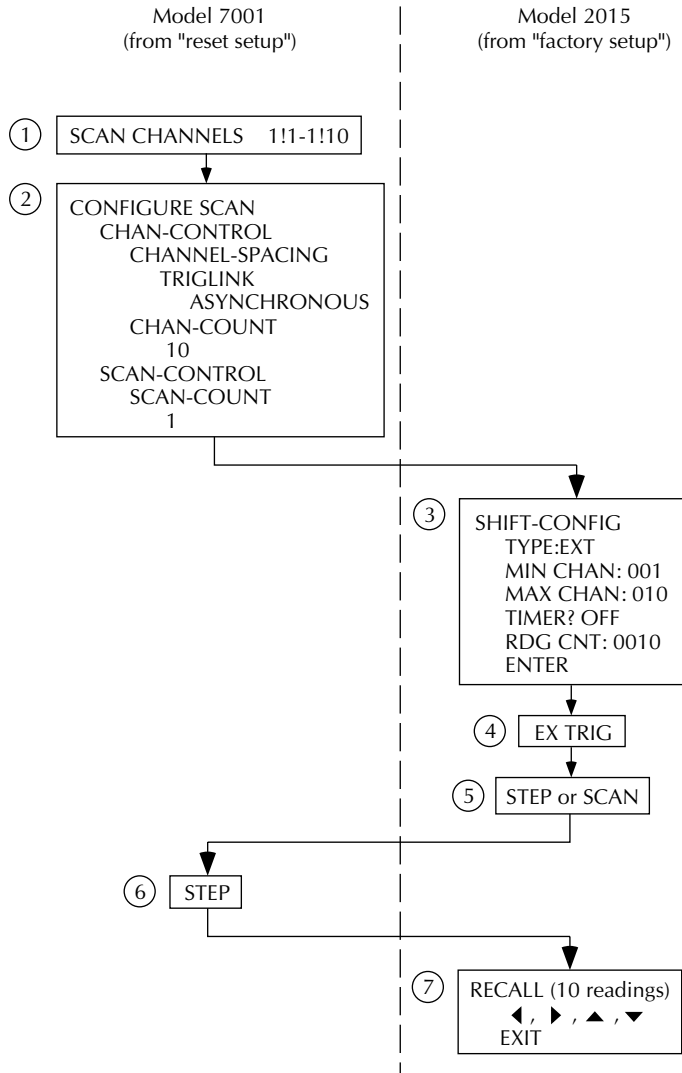 Model 7001
(from "reset setup")
Model 2015
(from "factory setup")
1
SCAN CHANNELS 1!1-1!10
2
CONFIGURE SCAN
CHAN-CONTROL
CHANNEL-SPACING
TRIGLINK
ASYNCHRONOUS
CHAN-COUNT
10
SCAN-CONTROL
SCAN-COUNT
1
3
SHIFT-CONFIG
TYPE:EXT
MIN CHAN: 001
MAX CHAN: 010
TIMER? OFF
RDG CNT: 0010
ENTER
4
EX TRIG
5
STEP or SCAN
6
STEP
7
RECALL (10 readings)
◀ , ▶ , ▲ , ▼
EXIT